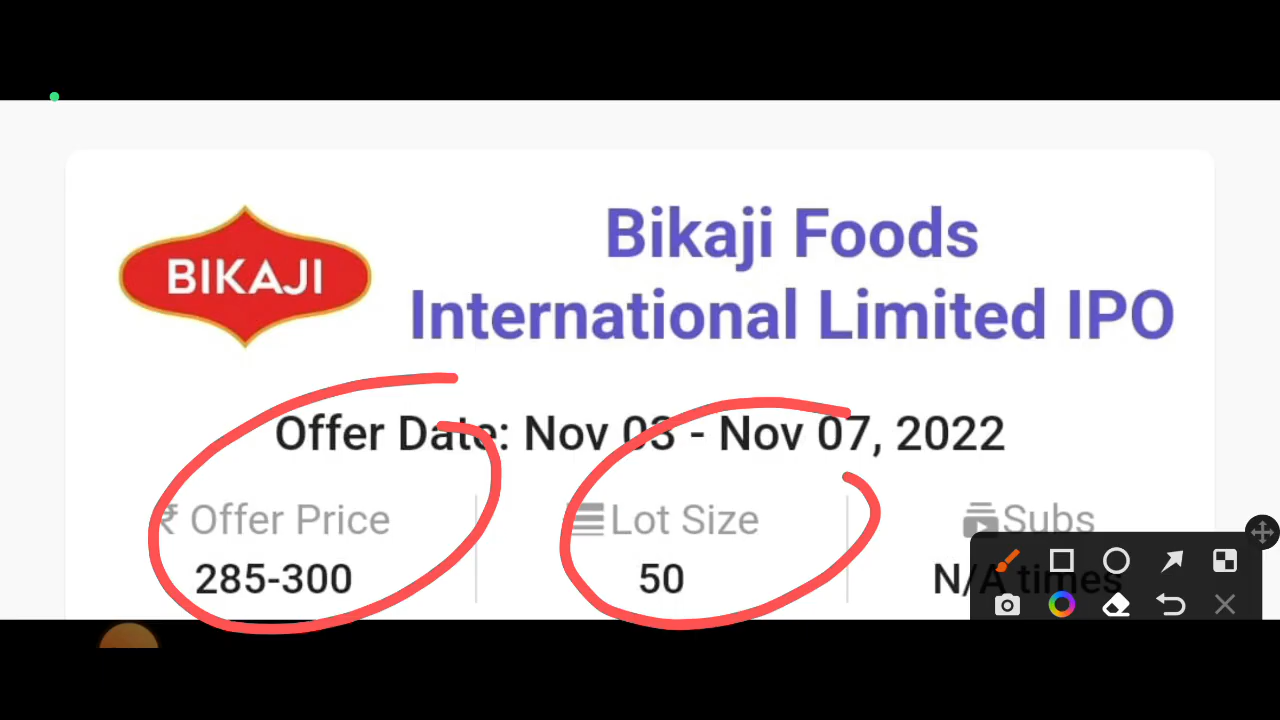 BIKAJI
Bikaji Foods
International Limited IPO
Offer Date: Nov 03 - Nov 07, 2022
₹ Offer Price
285-300
Lot Size
50
Subs
N/A times